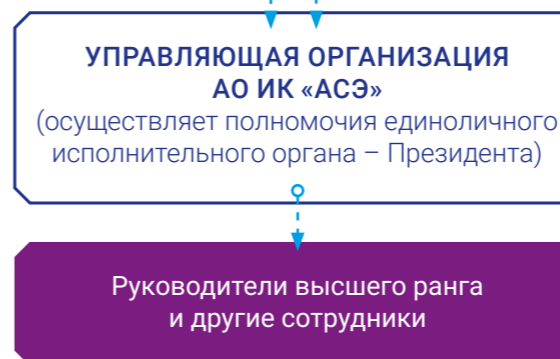 УПРАВЛЯЮЩАЯ ОРГАНИЗАЦИЯ
АО ИК «АСЭ»
(осуществляет полномочия единоличного
исполнительного органа – Президента)
Руководители высшего ранга
и другие сотрудники